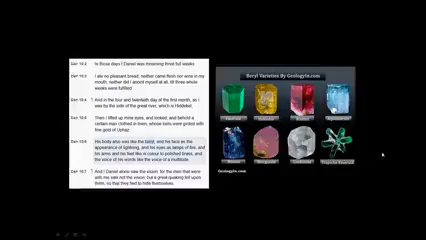 Dan 10:2 In those days I Daniel was mourning three full weeks.
Dan 10:3 I ate no pleasant bread, neither came flesh nor wine in my
mouth, neither did I anoint myself at all, till three whole
weeks were fulfilled
Dan 10:4 And in the four and twentieth day of the first month, as I
was by the side of the great river, which is Hiddekel;
Dan 10:5 Then I lifted up mine eyes, and looked, and behold a
certain man clothed in linen, whose loins were girded with
fine gold of Uphaz
Dan 10:6 His body also was like the beryl, and his face as the
appearance of lightning, and his eyes as lamps of fire, and
his arms and his feet like in colour to polished brass, and
the voice of his words like the voice of a multitude.
Dan 10:7 And I Daniel alone saw the vision: for the men that were
with me saw not the vision; but a great quaking fell upon
them, so that they fled to hide themselves.
Beryl Varieties By GeologyIn.com
Emerald
Heliodor
Bixbite
Aquamarine
Maxixe
Morganite
Goshenite
Trapiche Emerald
GeologyIn.com